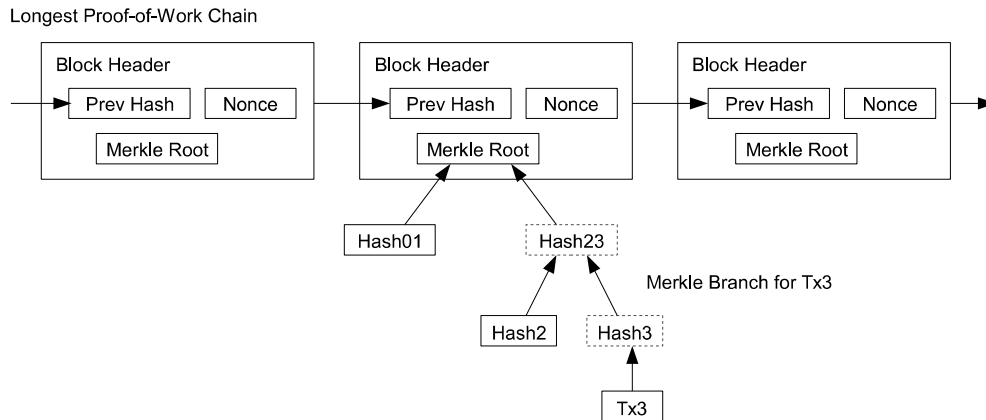 Longest Proof-of-Work Chain
Block Header
Prev Hash
Nonce
Merkle Root
Block Header
Prev Hash
Nonce
Merkle Root
Block Header
Prev Hash
Nonce
Merkle Root
Hash01
Hash23
Merkle Branch for Tx3
Hash2
Hash3
Tx3